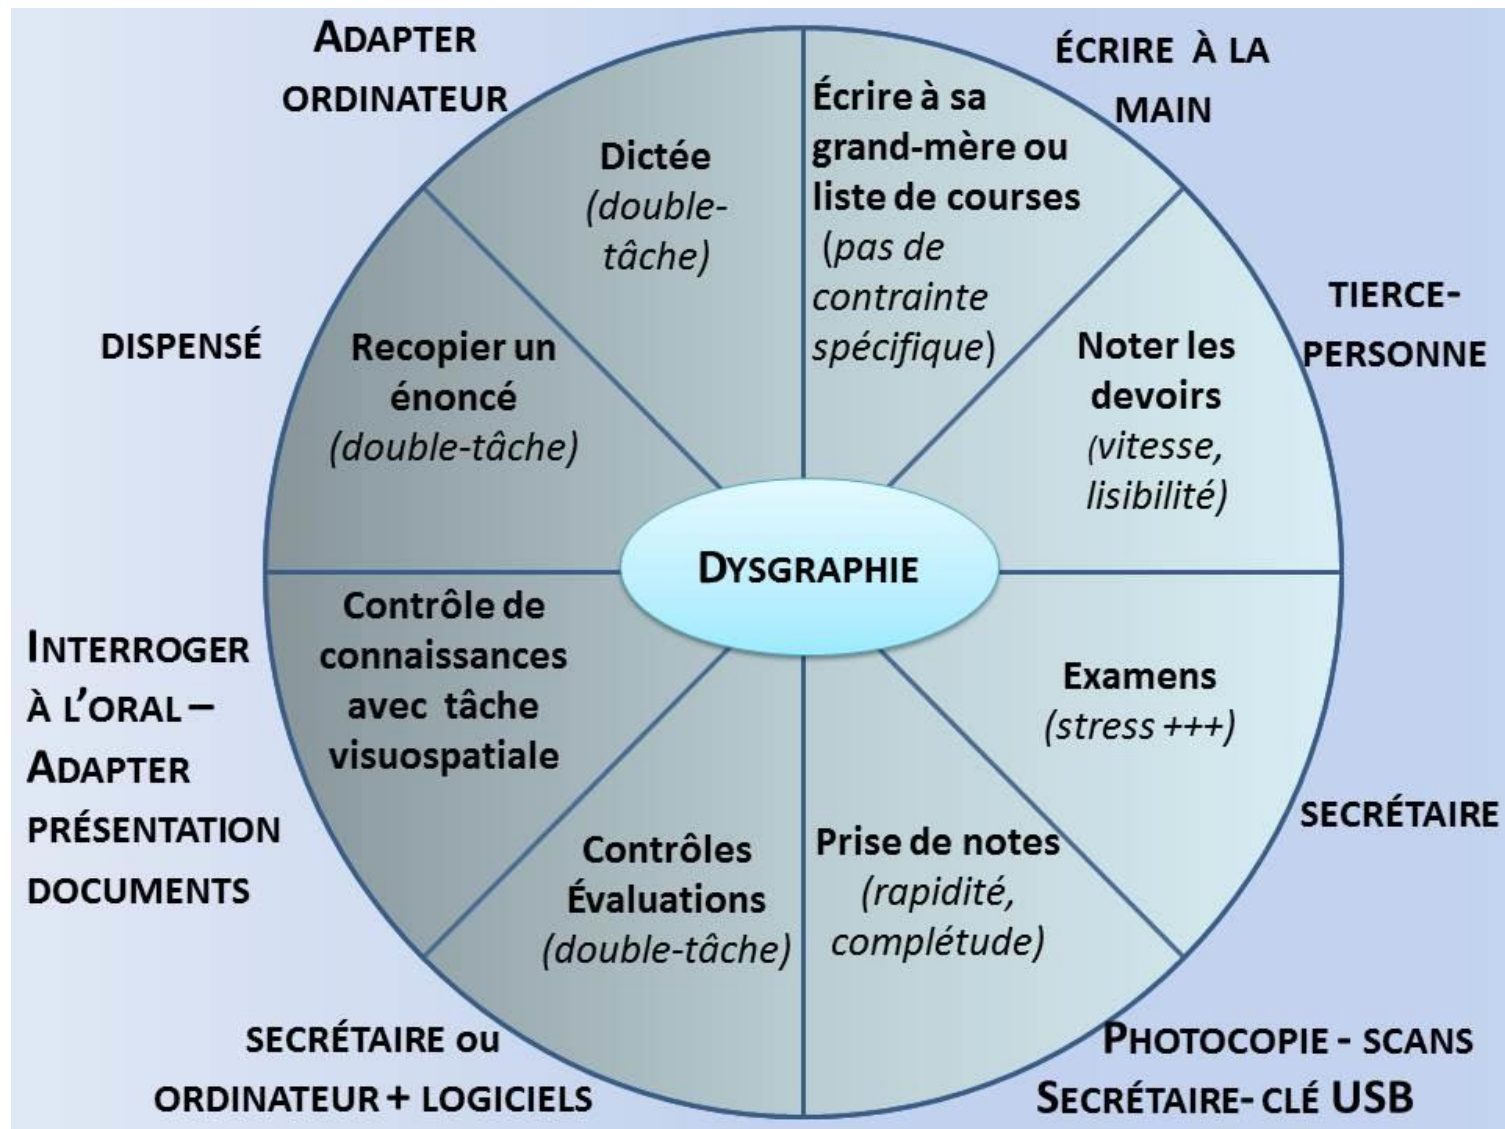 ADAPTER
ORDINATEUR
ÉCRIRE À LA
MAIN
Dictée
(double-
tâche)
Écrire à sa
grand-mère ou
liste de courses
(pas de
contrainte
spécifique)
TIERCE-
PERSONNE
Noter les
devoirs
(vitesse,
lisibilité)
DISPENSÉ
Recopier un
énoncé
(double-tâche)
DYSGRAPHIE
INTERROGER
À L'ORAL –
ADAPTER
PRÉSENTATION
DOCUMENTS
Contrôle de
connaissances
avec tâche
visuospatiale
Examens
(stress +++)
SECRÉTAIRE
Contrôles
Évaluations
(double-tâche)
Prise de notes
(rapidité,
complétude)
SECRÉTAIRE ou
ORDINATEUR + LOGICIELS
PHOTOCOPIE - SCANS
SECRÉTAIRE- CLÉ USB